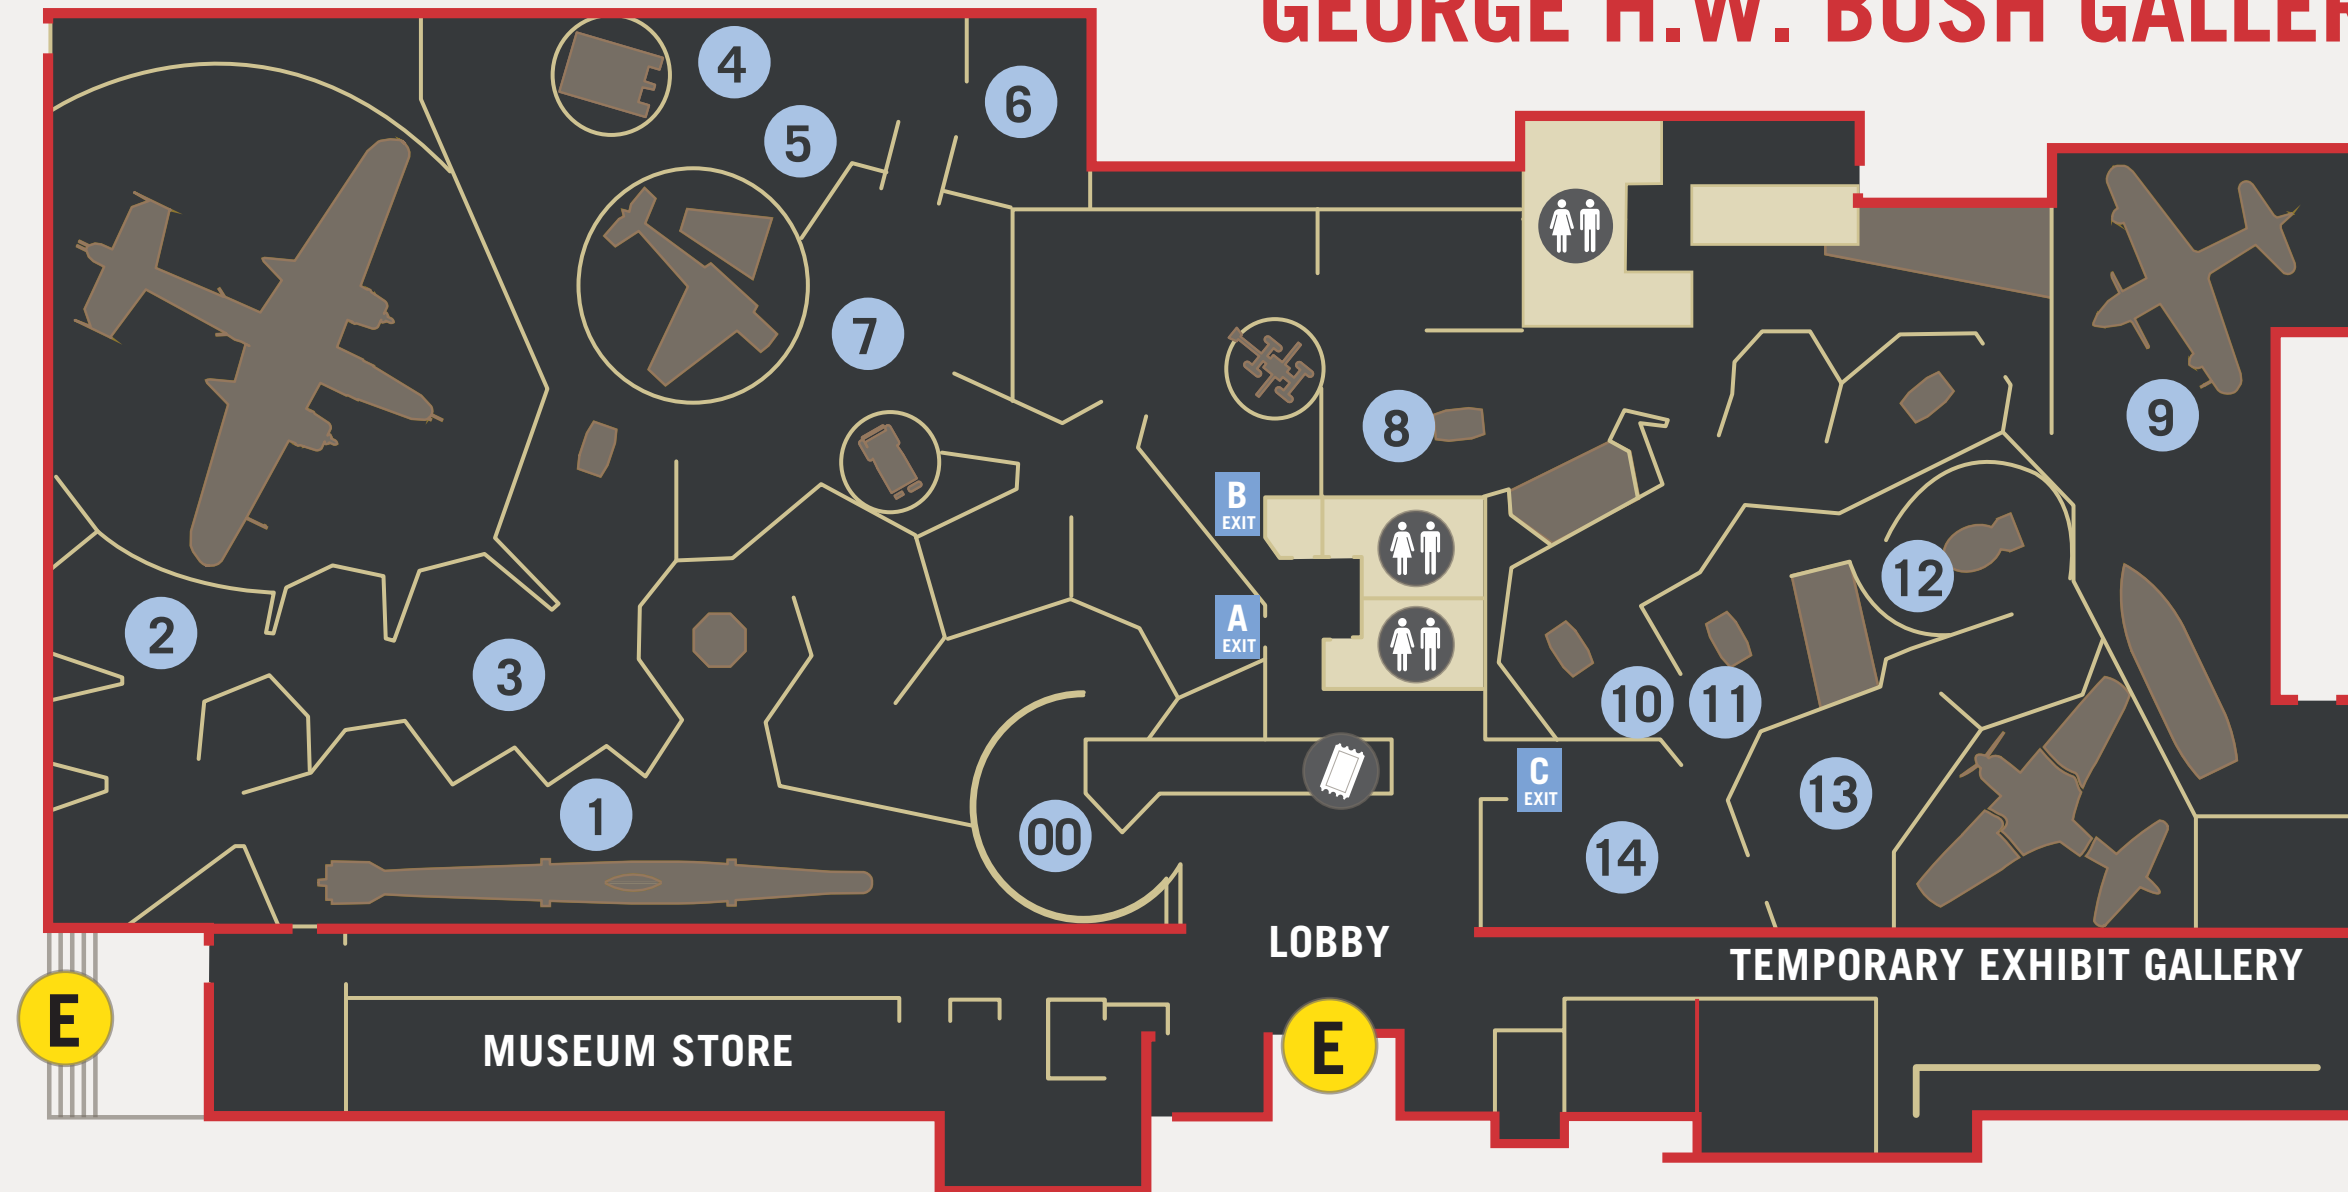 GEORGE H.W. BUSH GALLER
4
5
6
7
8
9
B
EXIT
A
EXIT
12
2
3
10
11
C
EXIT
13
1
00
14
LOBBY
TEMPORARY EXHIBIT GALLERY
E
E
MUSEUM STORE